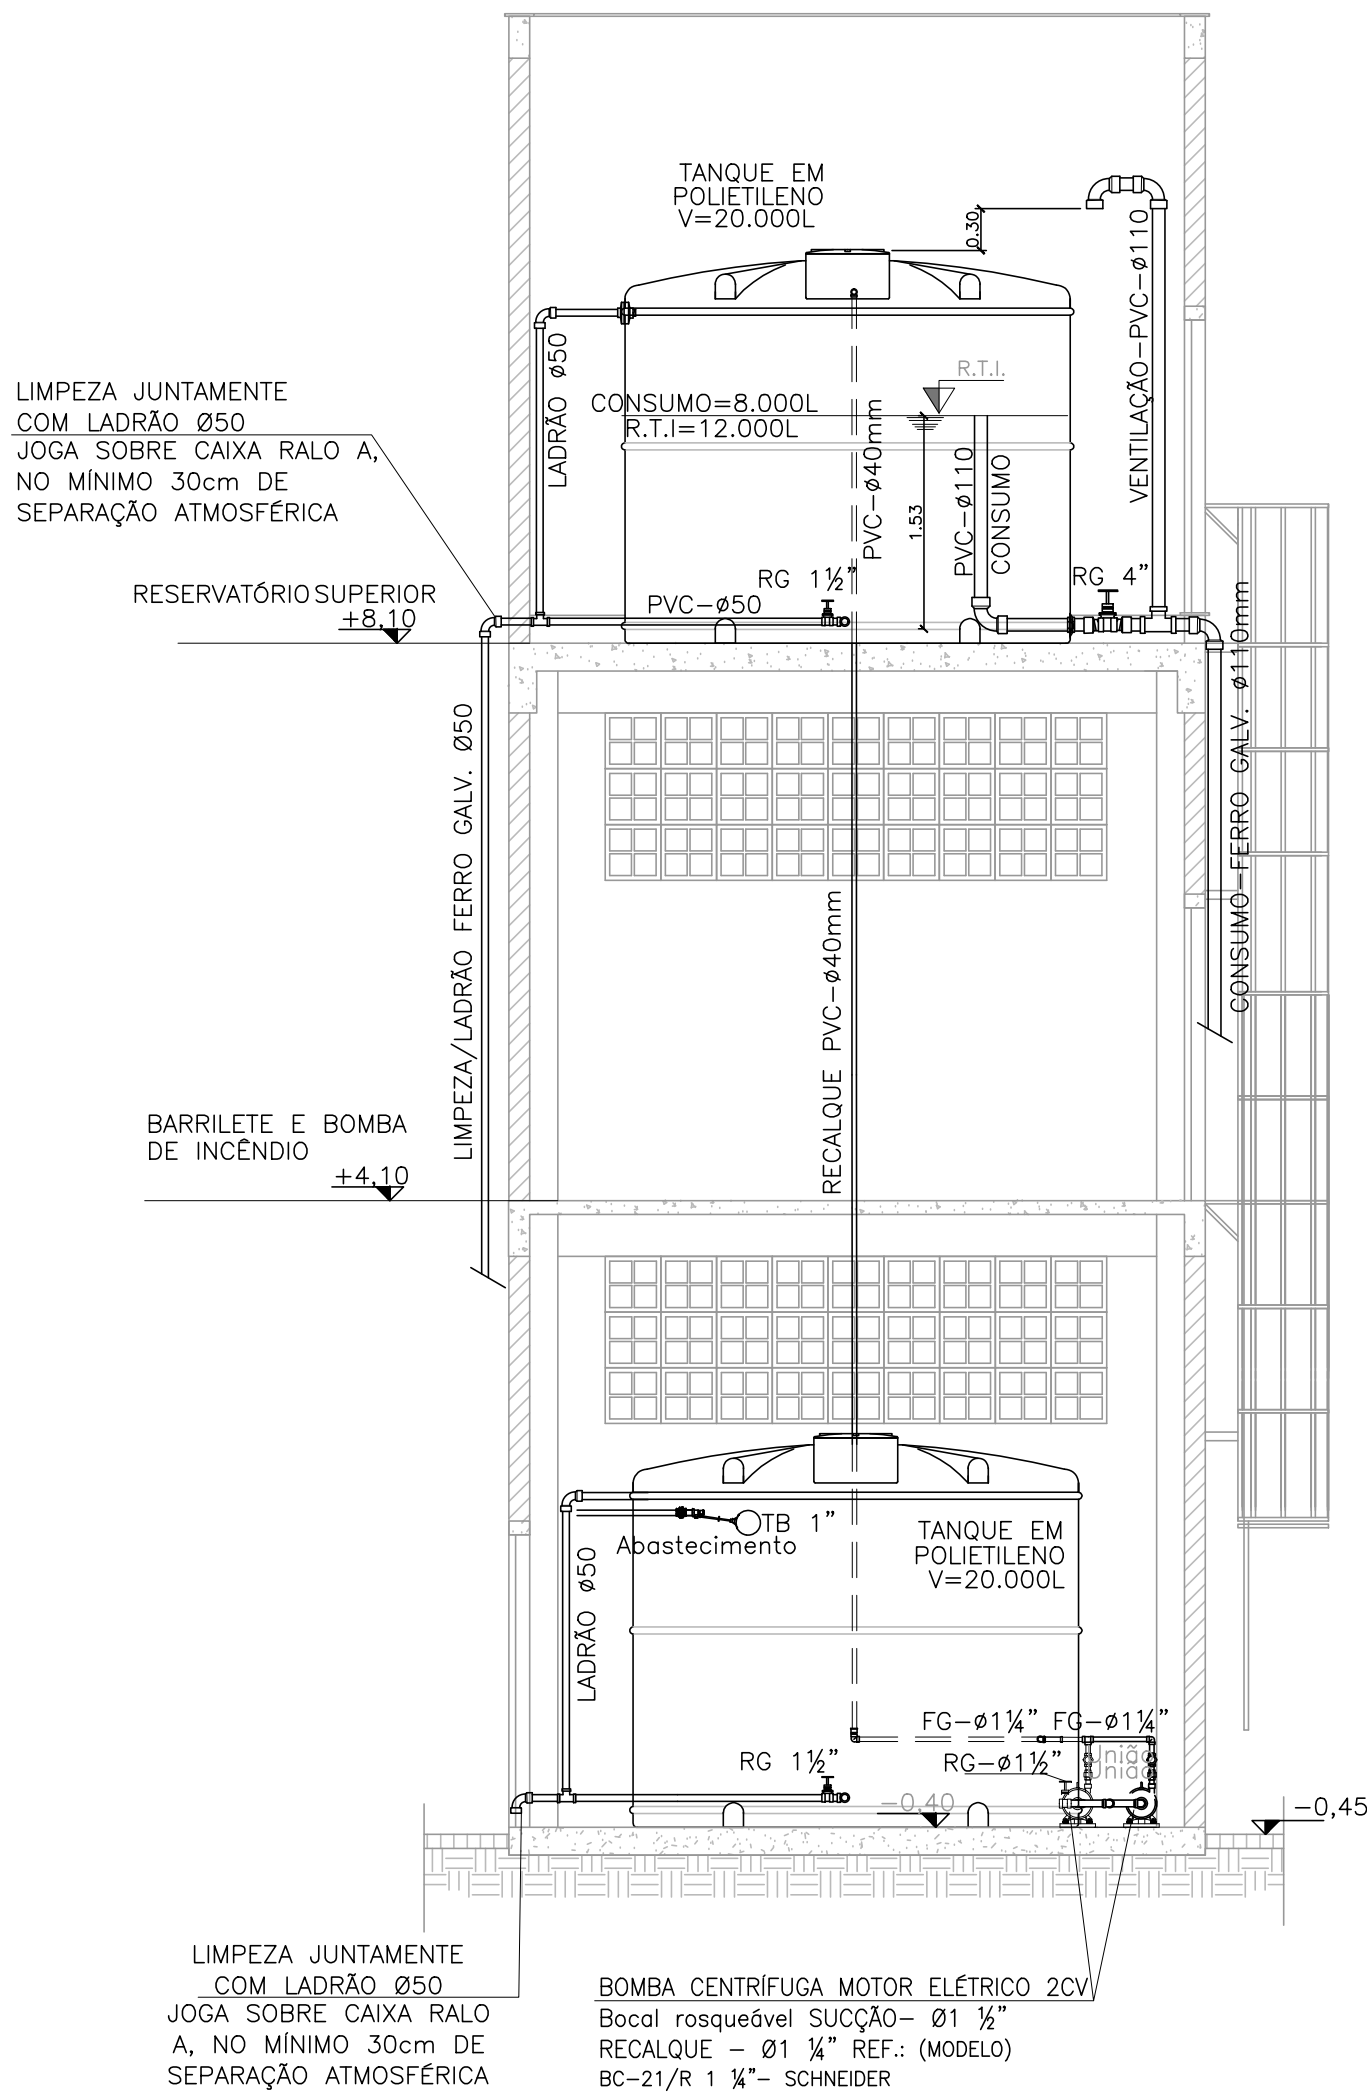 TANQUE EM
POLIETILENO
V=20.000L
0.30
VENTILAÇÃO-PVC-ø110
LADRÃO ø50
R.T.I.
CONSUMO=8.000L
R.T.I=12.000L
PVC-ø40mm
1.53
PVC-ø110
CONSUMO
LIMPEZA JUNTAMENTE
COM LADRÃO Ø50
JOGA SOBRE CAIXA RALO A,
NO MÍNIMO 30cm DE
SEPARAÇÃO ATMOSFÉRICA
RG 1½"
RG 4"
RESERVATÓRIO SUPERIOR
+8,10
PVC-ø50
LIMPEZA/LADRÃO FERRO GALV. Ø50
CONSUMO-FERRO GALV. ø110mm
RECALQUE PVC-ø40mm
BARRILETE E BOMBA
DE INCÊNDIO
+4,10
TB 1"
Abastecimento
TANQUE EM
POLIETILENO
V=20.000L
LADRÃO ø50
FG-ø1¼" FG-ø1¼"
RG 1½"
RG-ø1½"
União
União
-0,40
-0,45
LIMPEZA JUNTAMENTE
COM LADRÃO Ø50
JOGA SOBRE CAIXA RALO
A, NO MÍNIMO 30cm DE
SEPARAÇÃO ATMOSFÉRICA
BOMBA CENTRÍFUGA MOTOR ELÉTRICO 2CV
Bocal rosqueável SUCÇÃO- Ø1 ½"
RECALQUE - Ø1 ¼" REF.: (MODELO)
BC-21/R 1 ¼"- SCHNEIDER